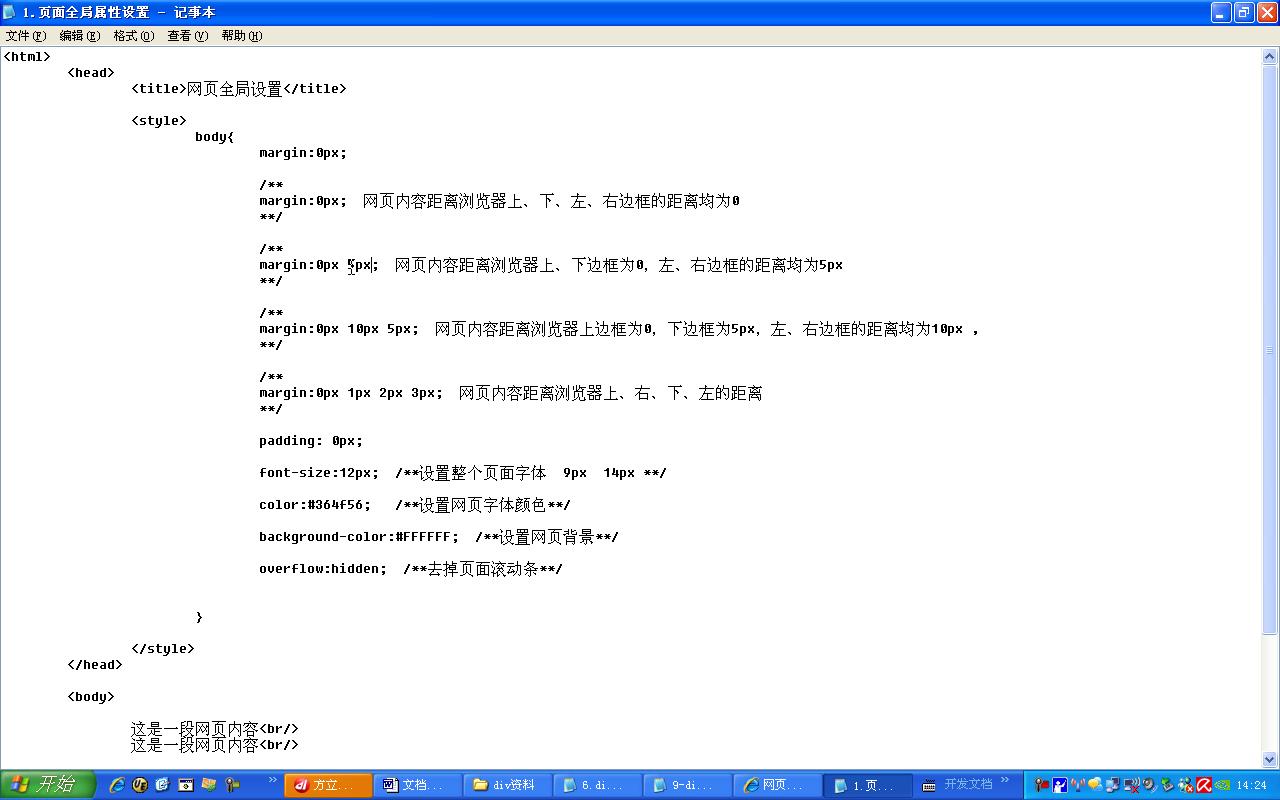 1.页面全局属性设置 - 记事本
文件(F) 编辑(E) 格式(O) 查看(V) 帮助(H)
<html>
<head>
<title>网页全局设置</title>
<style>
body{
margin:0px;
/**
margin:0px; 网页内容距离浏览器上、下、左、右边框的距离均为0
**/
/**
margin:0px 5px; 网页内容距离浏览器上、下边框为0，左、右边框的距离均为5px
**/
/**
margin:0px 10px 5px; 网页内容距离浏览器上边框为0，下边框为5px，左、右边框的距离均为10px ，
**/
/**
margin:0px 1px 2px 3px; 网页内容距离浏览器上、右、下、左的距离
**/
padding: 0px;
font-size:12px; /**设置整个页面字体 9px 14px **/
color:#364f56; /**设置网页字体颜色**/
background-color:#FFFFFF; /**设置网页背景**/
overflow:hidden; /**去掉页面滚动条**/
}
</style>
</head>
<body>
这是一段网页内容<br/>
这是一段网页内容<br/>
开始 方立... 文档... div资料 6.di... 9-di... 网页... 1.页... 开发文档 14:24